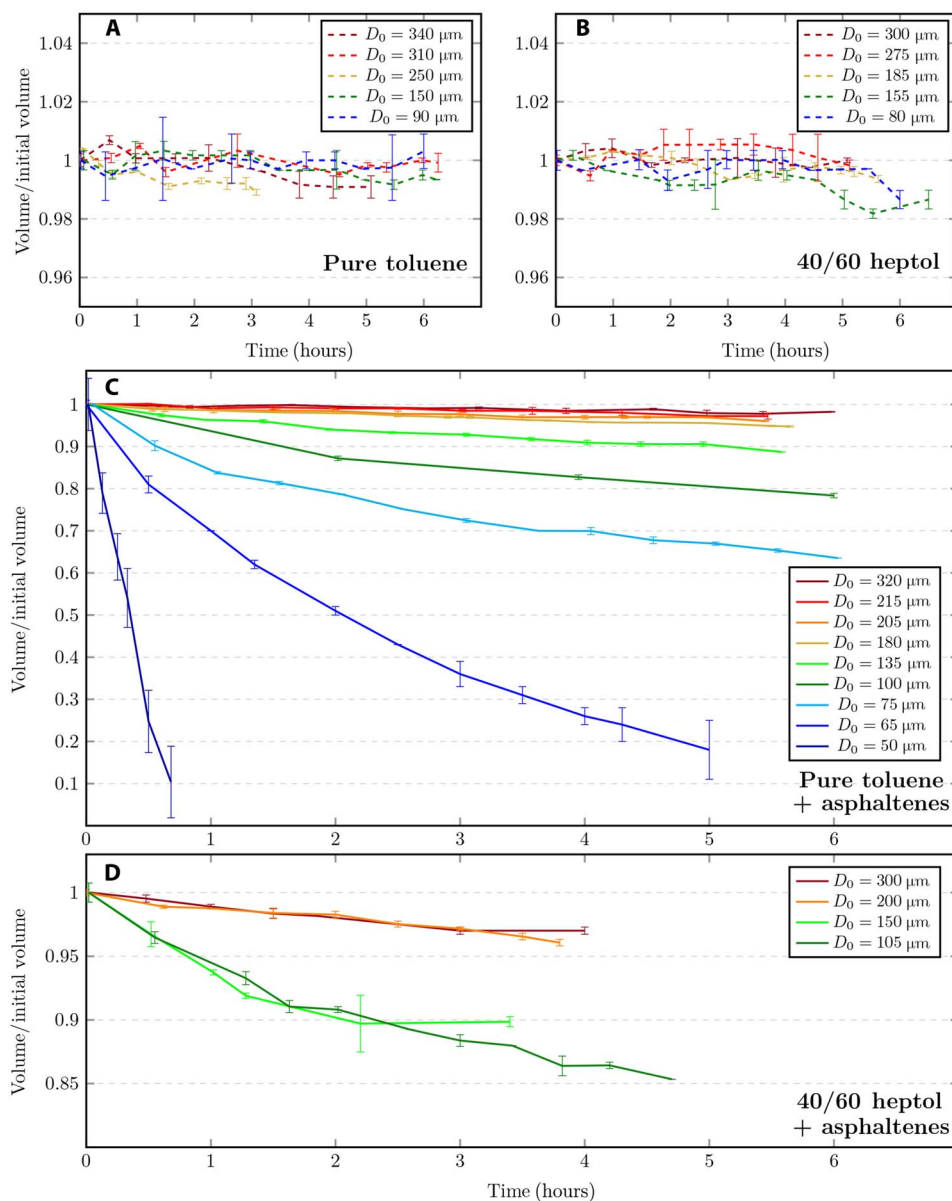 A
1.04
1.02
1
0.98
0.96
Volume/initial volume
D₀ = 340 µm
D₀ = 310 µm
D₀ = 250 µm
D₀ = 150 µm
D₀ = 90 µm
Pure toluene
0 1 2 3 4 5 6
Time (hours)
B
1.04
1.02
1
0.98
0.96
D₀ = 300 µm
D₀ = 275 µm
D₀ = 185 µm
D₀ = 155 µm
D₀ = 80 µm
40/60 heptol
0 1 2 3 4 5 6
Time (hours)
C
1
0.9
0.8
0.7
0.6
0.5
0.4
0.3
0.2
0.1
Volume/initial volume
D₀ = 320 µm
D₀ = 215 µm
D₀ = 205 µm
D₀ = 180 µm
D₀ = 135 µm
D₀ = 100 µm
D₀ = 75 µm
D₀ = 65 µm
D₀ = 50 µm
Pure toluene
+ asphaltenes
0 1 2 3 4 5 6
D
1
0.95
0.9
0.85
Volume/initial volume
D₀ = 300 µm
D₀ = 200 µm
D₀ = 150 µm
D₀ = 105 µm
40/60 heptol
+ asphaltenes
0 1 2 3 4 5 6
Time (hours)